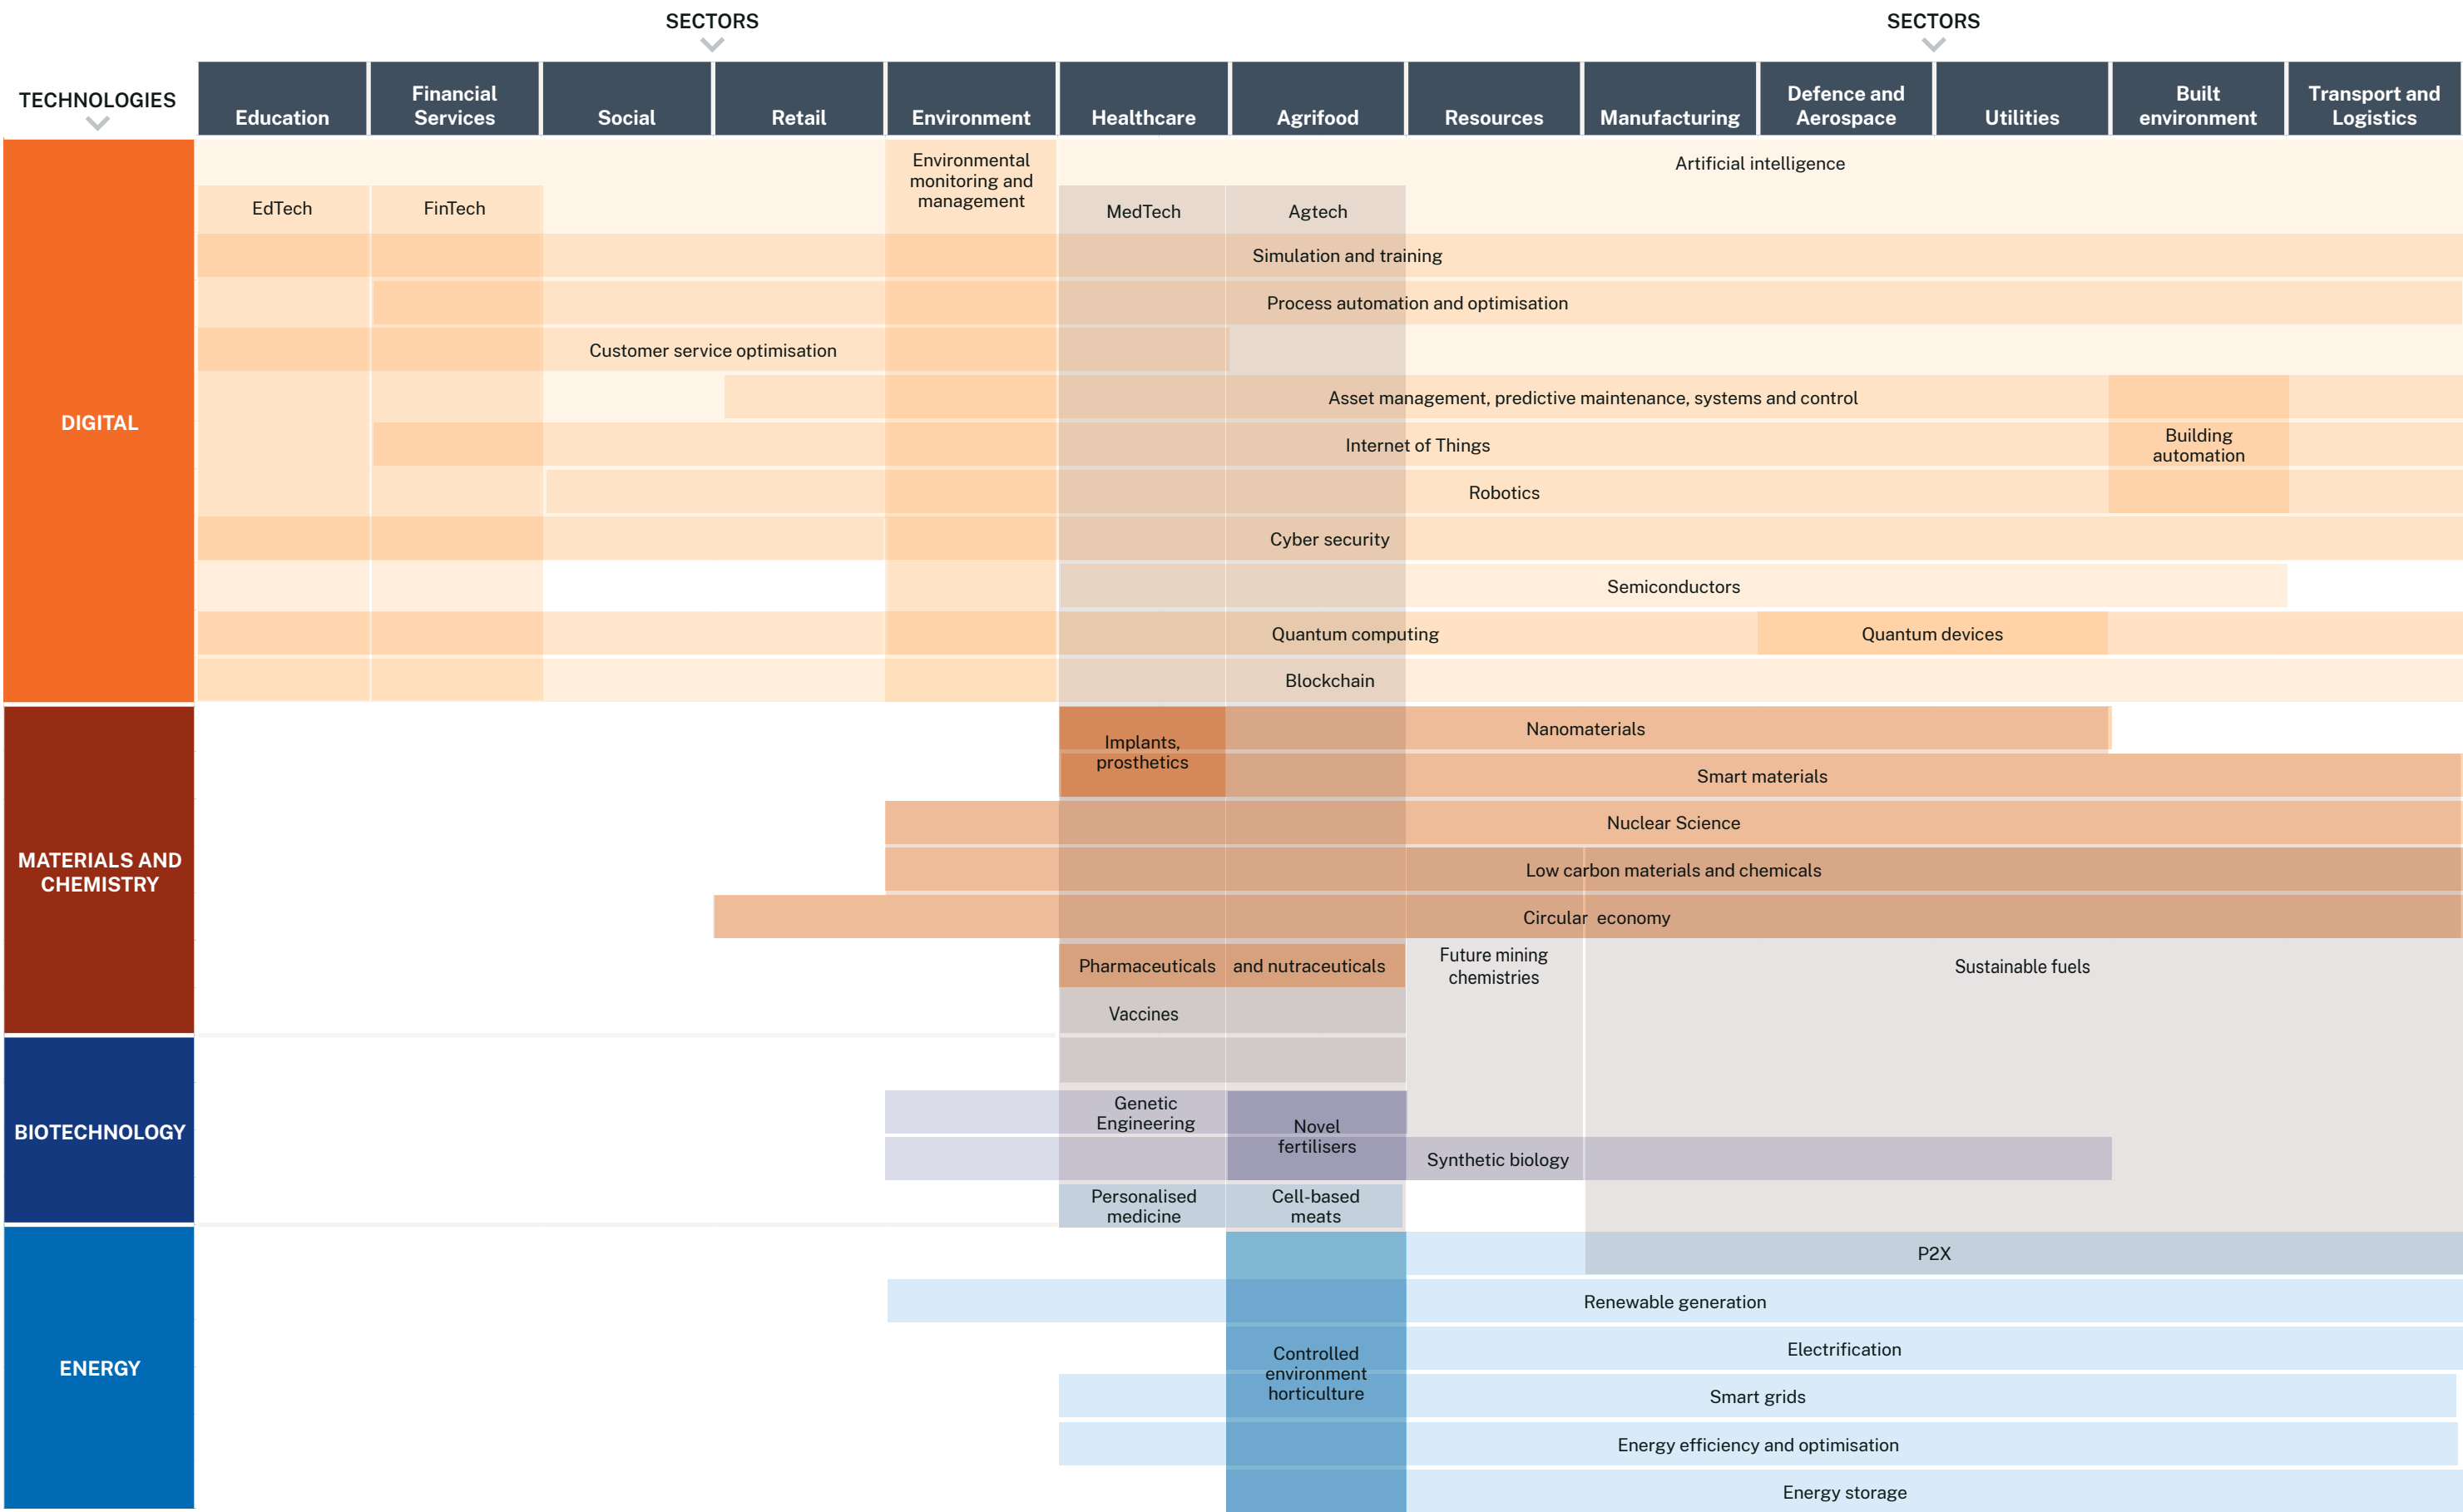 SECTORS
SECTORS
TECHNOLOGIES
Education
Financial
Services
Social
Retail
Environment
Healthcare
Agrifood
Resources
Manufacturing
Defence and
Aerospace
Utilities
Built
environment
Transport and
Logistics
DIGITAL
Environmental
monitoring and
management
Artificial intelligence
EdTech
FinTech
MedTech
Agtech
Simulation and training
Process automation and optimisation
Customer service optimisation
Asset management, predictive maintenance, systems and control
Internet of Things
Building
automation
Robotics
Cyber security
Semiconductors
Quantum computing
Quantum devices
Blockchain
MATERIALS AND
CHEMISTRY
Implants,
prosthetics
Nanomaterials
Smart materials
Nuclear Science
Low carbon materials and chemicals
Circular economy
Pharmaceuticals and nutraceuticals
Future mining
chemistries
Sustainable fuels
Vaccines
BIOTECHNOLOGY
Genetic
Engineering
Novel
fertilisers
Synthetic biology
Personalised
medicine
Cell-based
meats
ENERGY
P2X
Renewable generation
Electrification
Controlled
environment
horticulture
Smart grids
Energy efficiency and optimisation
Energy storage